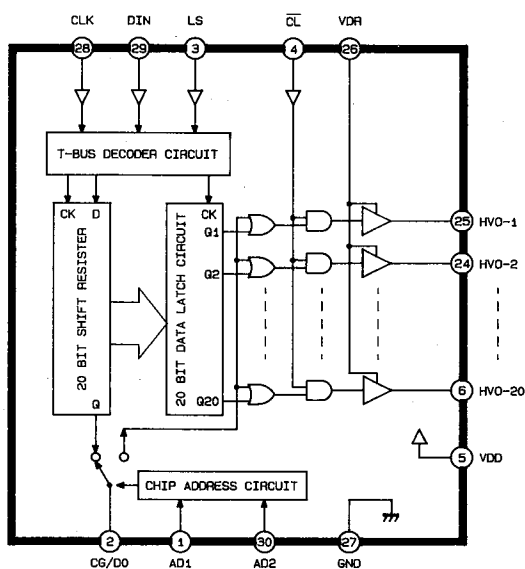 CLK DIN LS CL VDR
28 29 3 4 26
T-BUS DECODER CIRCUIT
CK D CK
20 BIT SHIFT RESISTER
Q
20 BIT DATA LATCH CIRCUIT
Q1
Q2
Q20
25 HVO-1
24 HVO-2
6 HVO-20
5 VDD
CHIP ADDRESS CIRCUIT
2 1 30 27
CG/DO AD1 AD2 GND